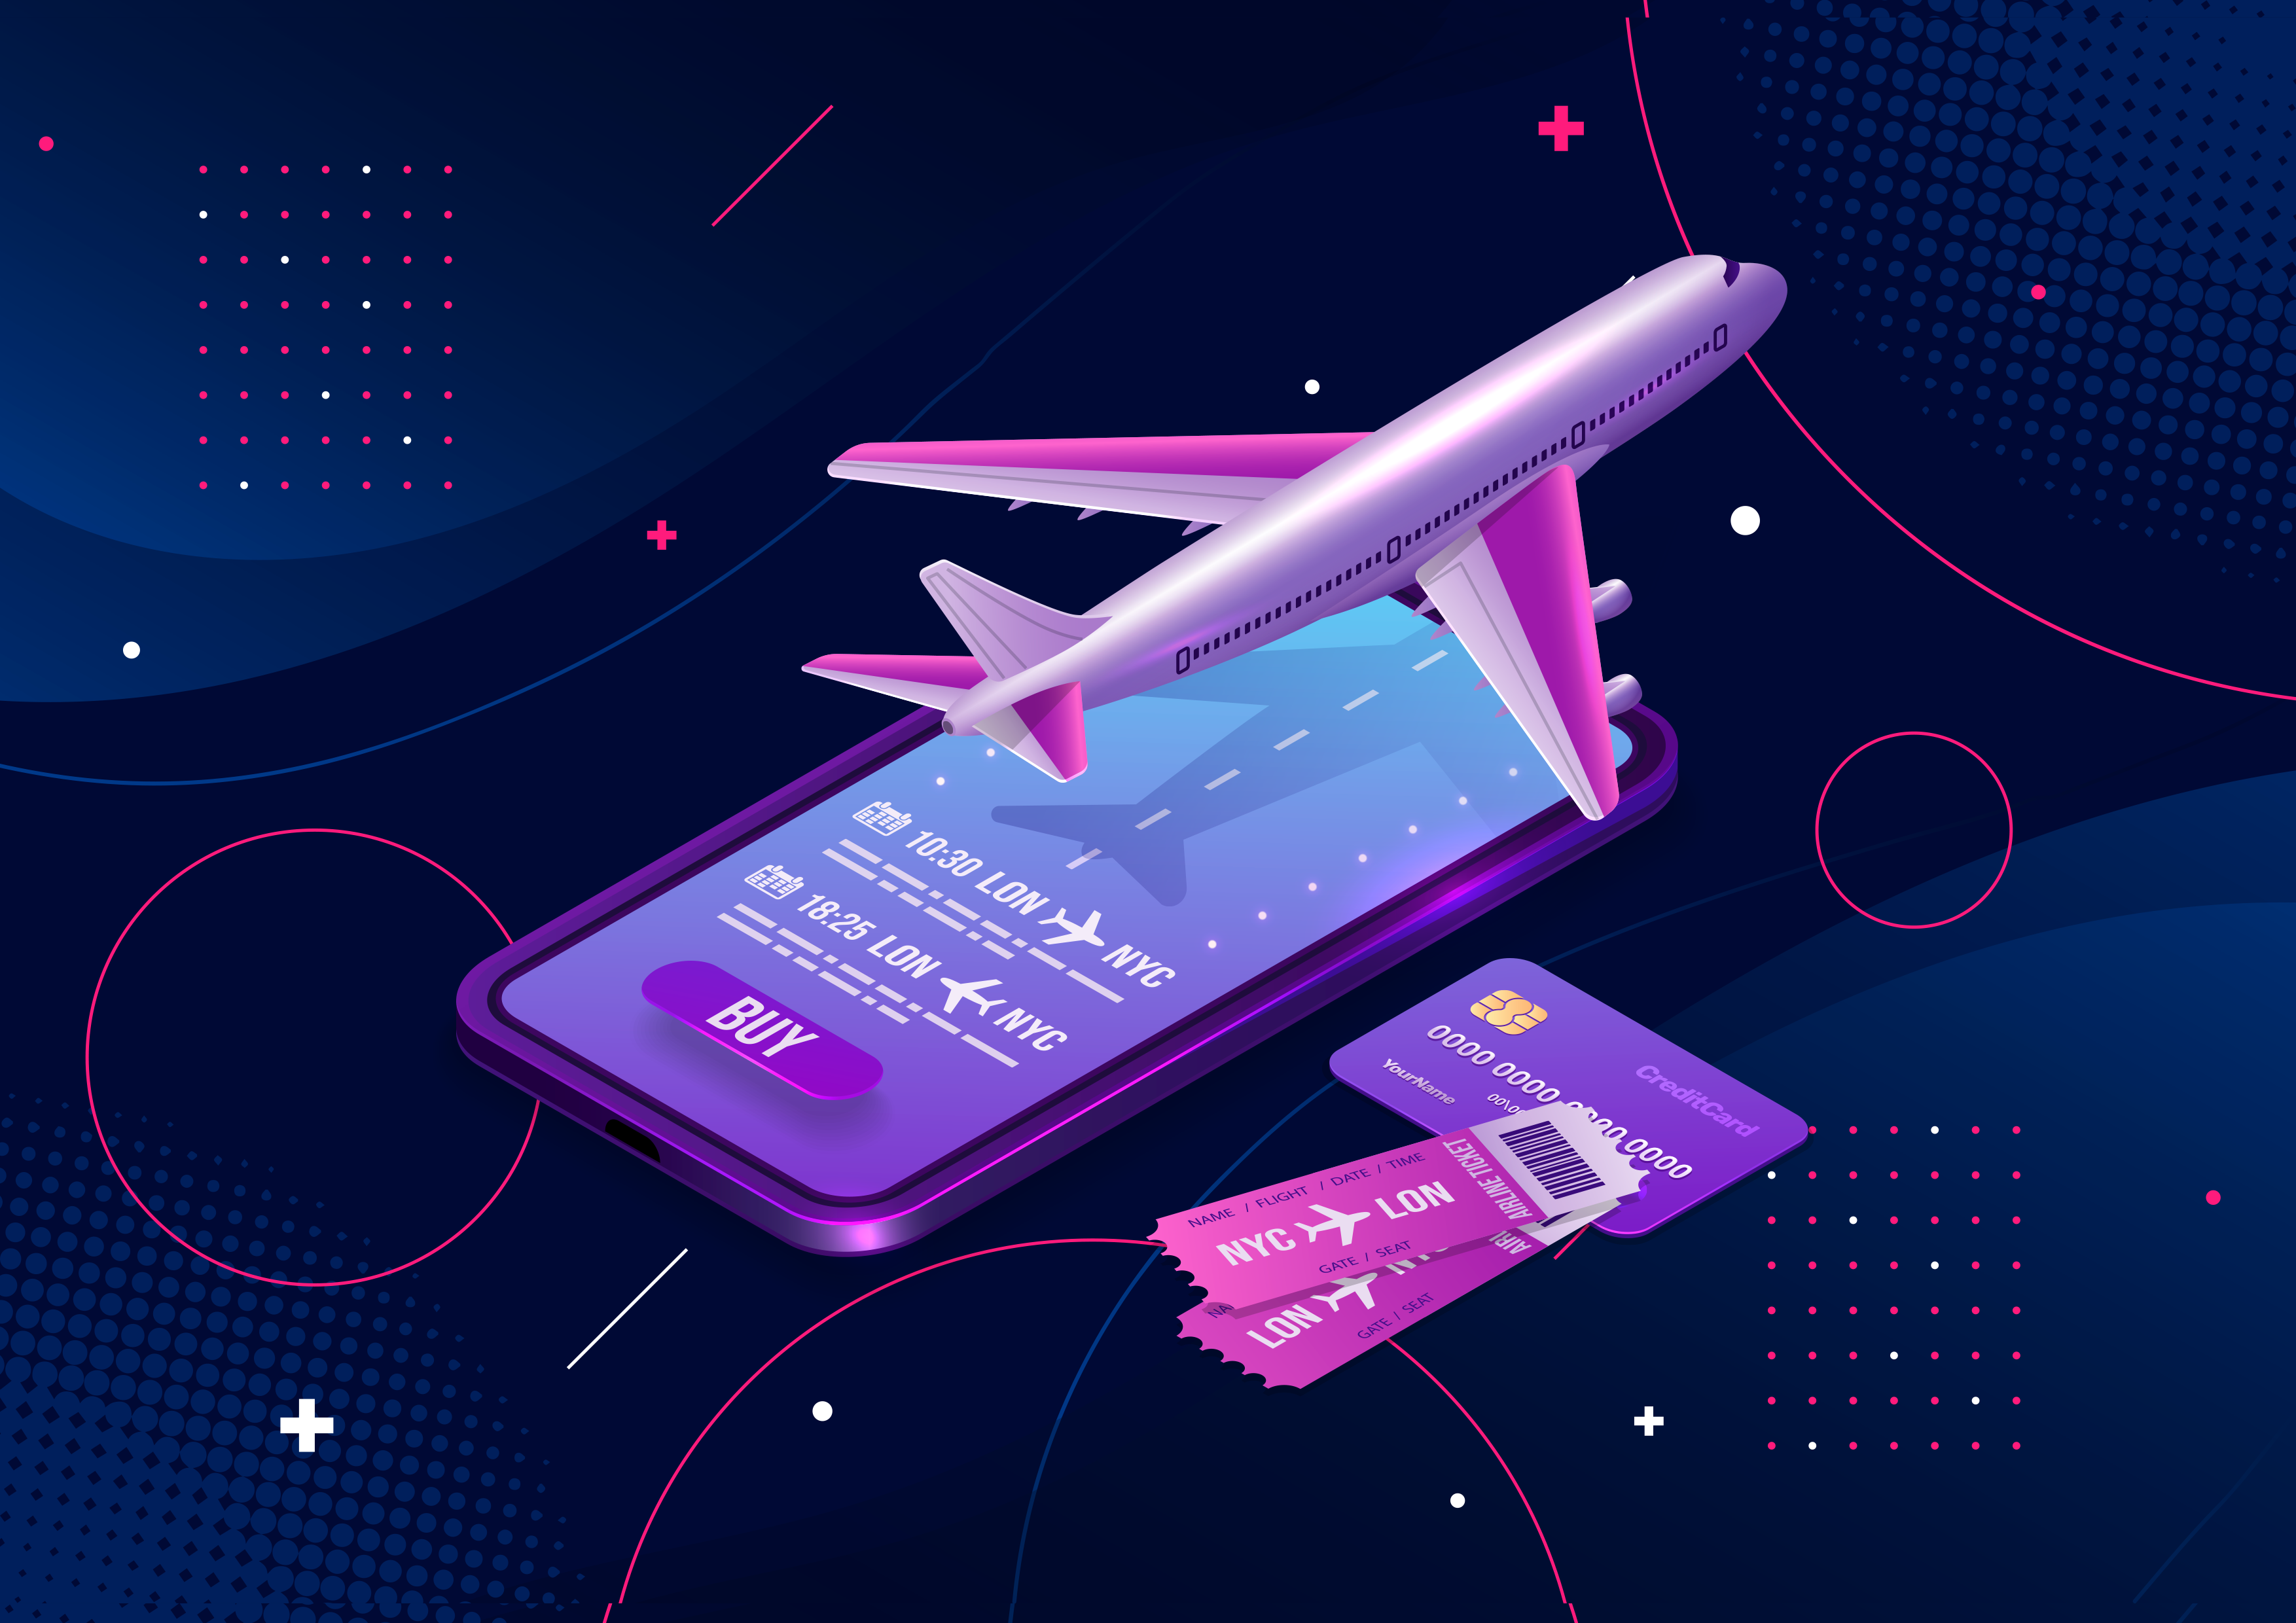 10:30 LON NYC
18:25 LON NYC
BUY
CreditCard
0000 0000 0000 0000
YourName
NAME / FLIGHT / DATE / TIME
NYC LON
GATE / SEAT
AIRLINE TICKET
LON
GATE / SEAT